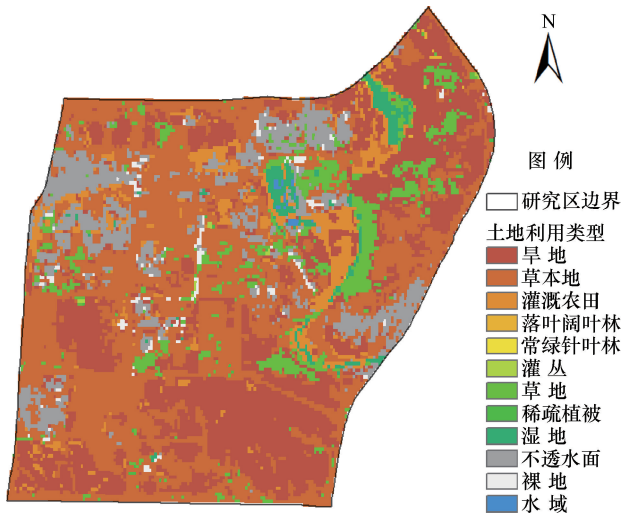 N
图 例
研究区边界
土地利用类型
旱 地
草本地
灌溉农田
落叶阔叶林
常绿针叶林
灌 丛
草 地
稀疏植被
湿 地
不透水面
裸 地
水 域